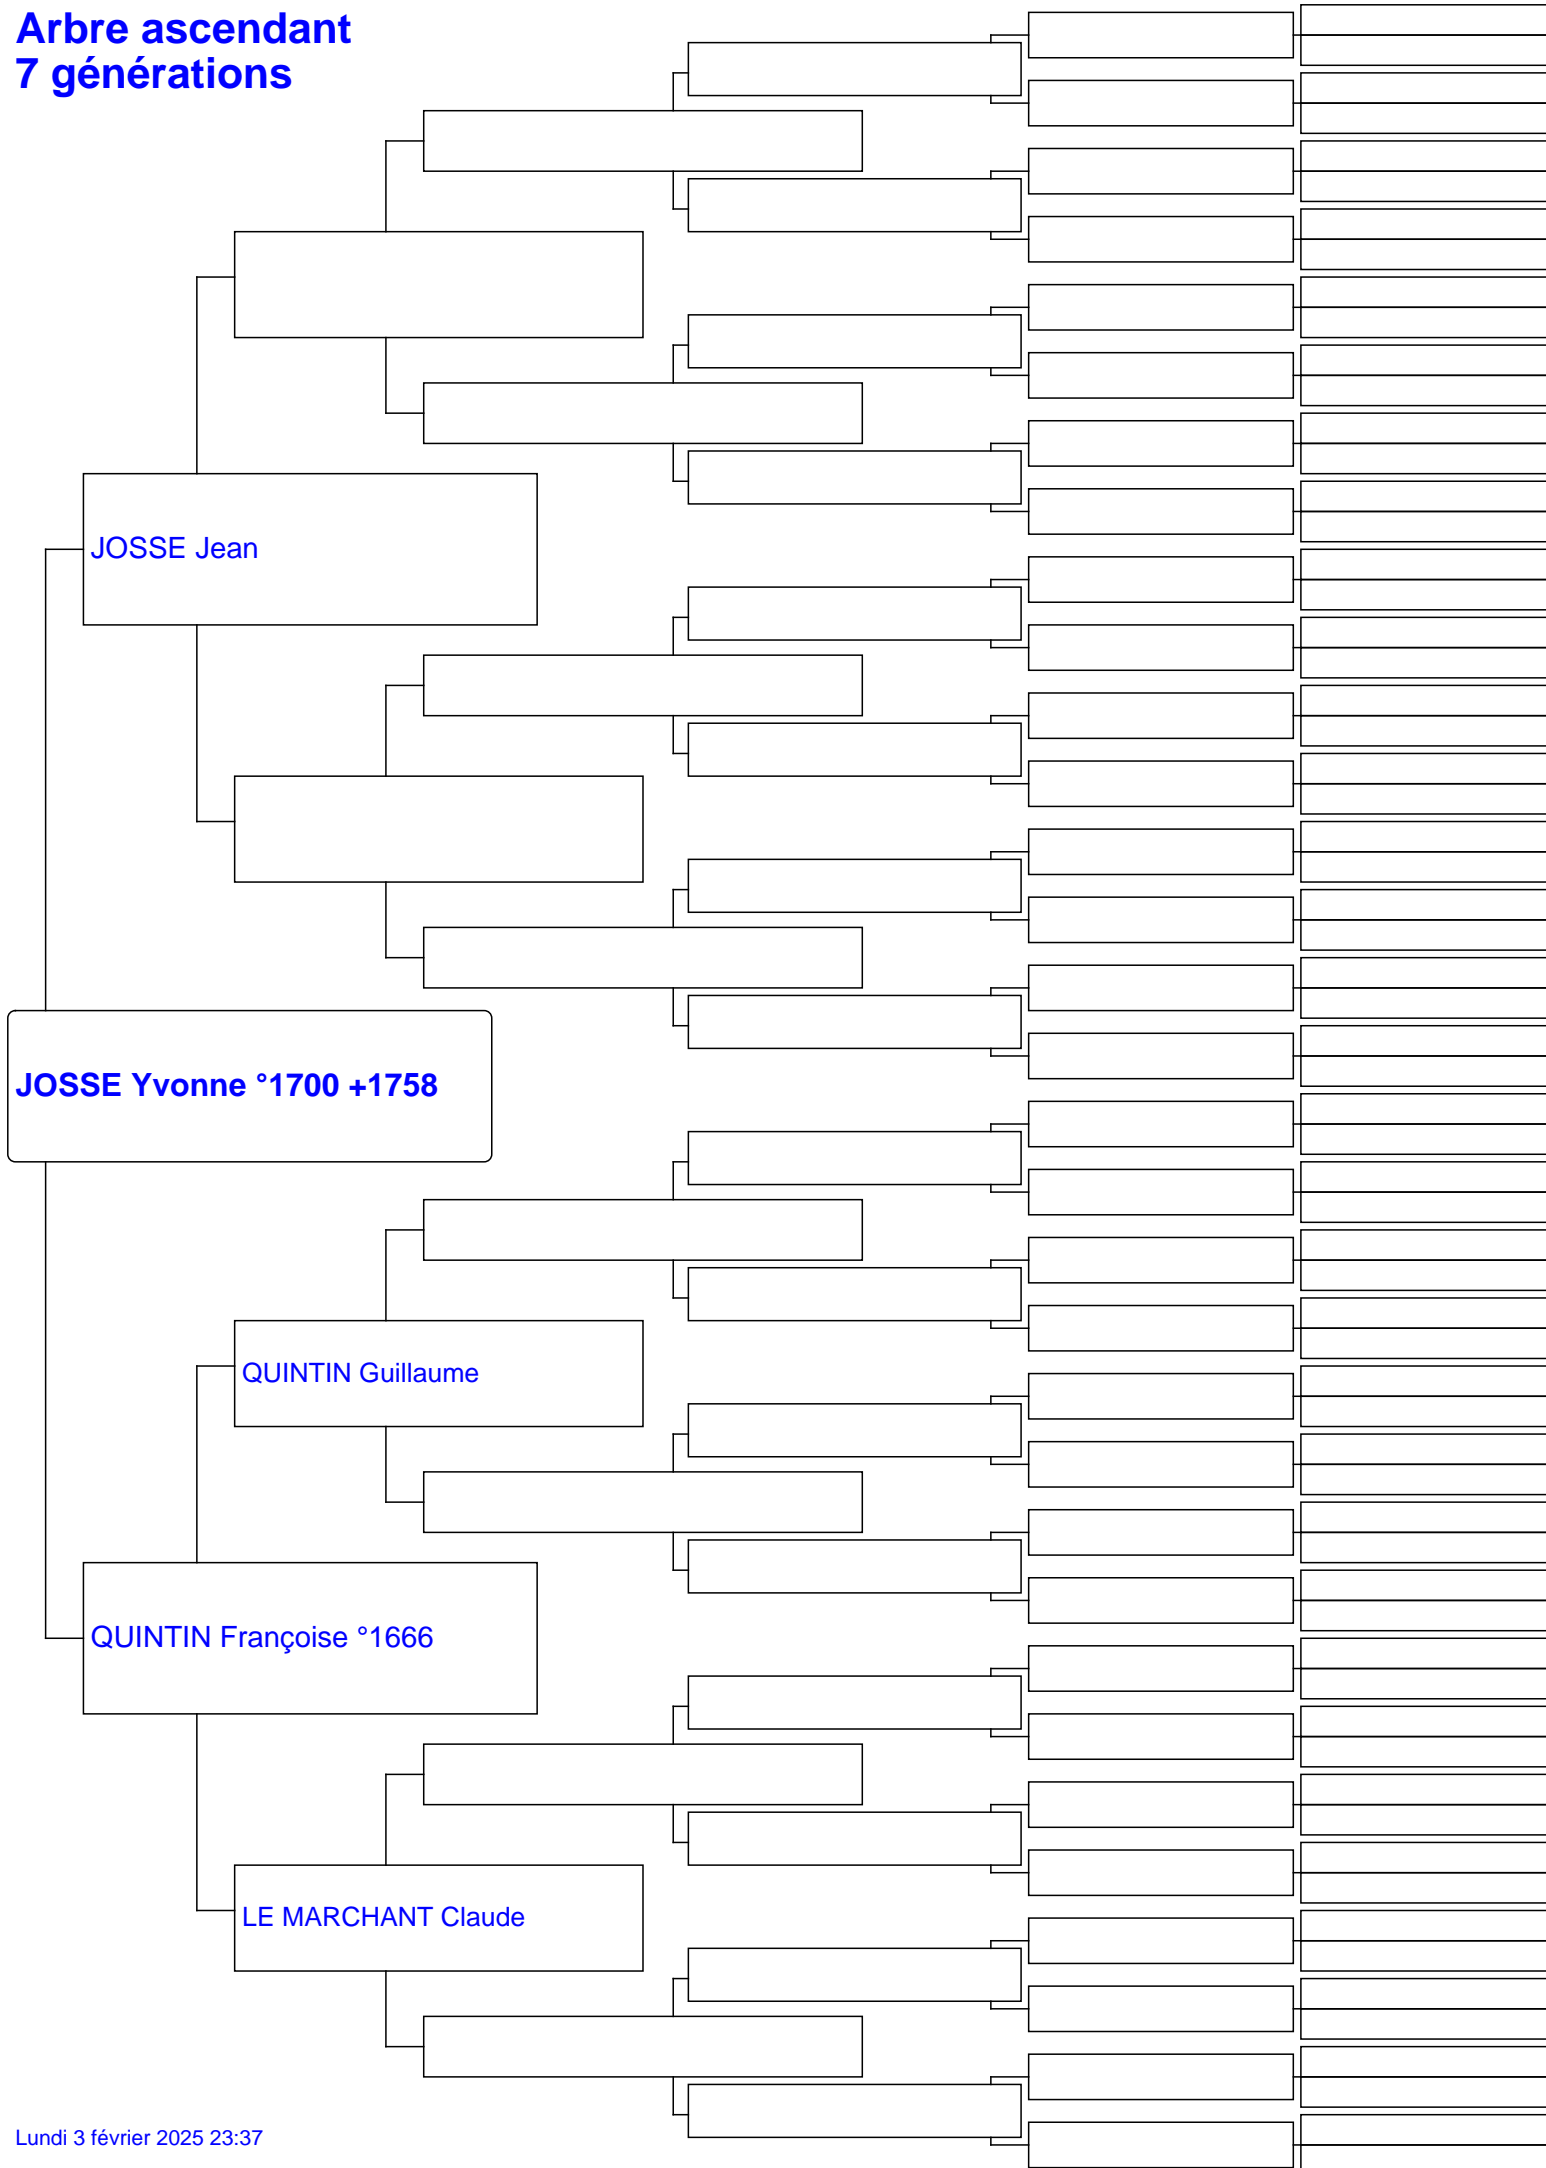 Arbre ascendant
7 générations
JOSSE Jean
JOSSE Yvonne °1700 +1758
QUINTIN Guillaume
QUINTIN Françoise °1666
LE MARCHANT Claude
Lundi 3 février 2025 23:37